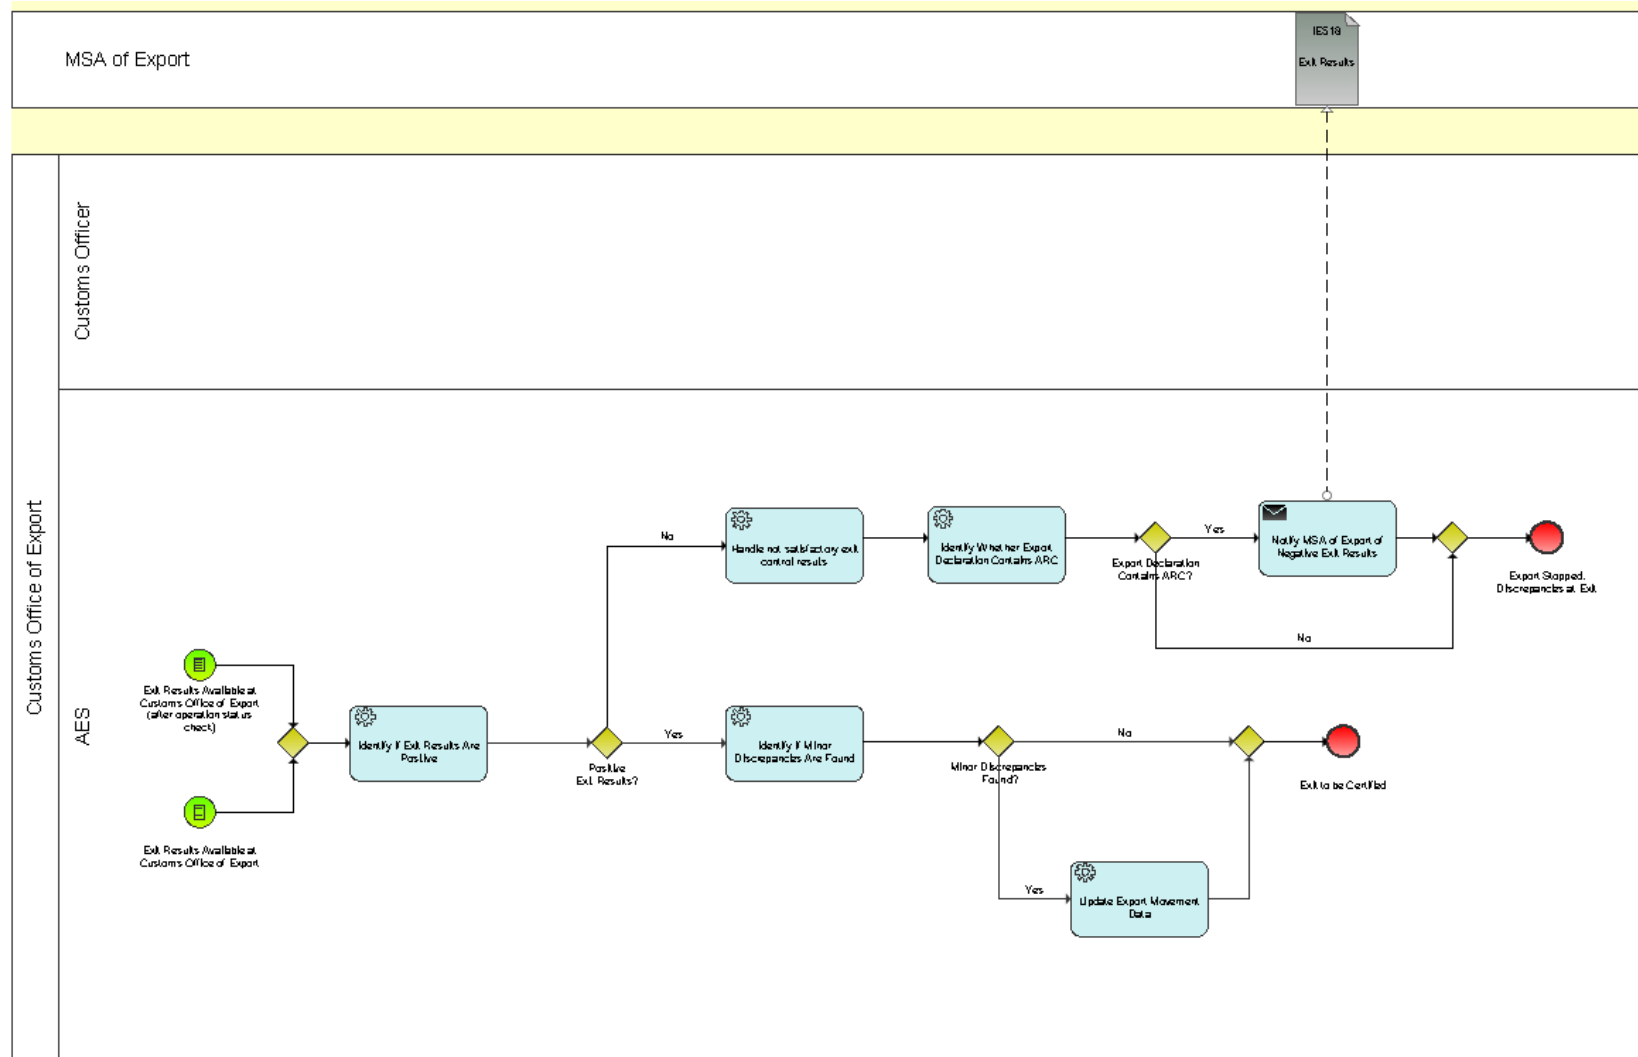 IE518
Exit Results
MSA of Export
Customs Officer
Customs Office of Export
AES
No
Handle not satisfactory exit
control results
Identify Whether Export
Declaration Contains ARC
Export Declaration
Contains ARC?
Yes
Notify MSA of Export of
Negative Exit Results
Export Stopped.
Discrepancies at Exit
No
Exit Results Available at
Customs Office of Export
(after operation status
check)
Identify If Exit Results Are
Positive
Positive
Exit Results?
Yes
Identify If Minor
Discrepancies Are Found
Minor Discrepancies
Found?
No
Exit to be Certified
Exit Results Available at
Customs Office of Export
Yes
Update Export Movement
Data